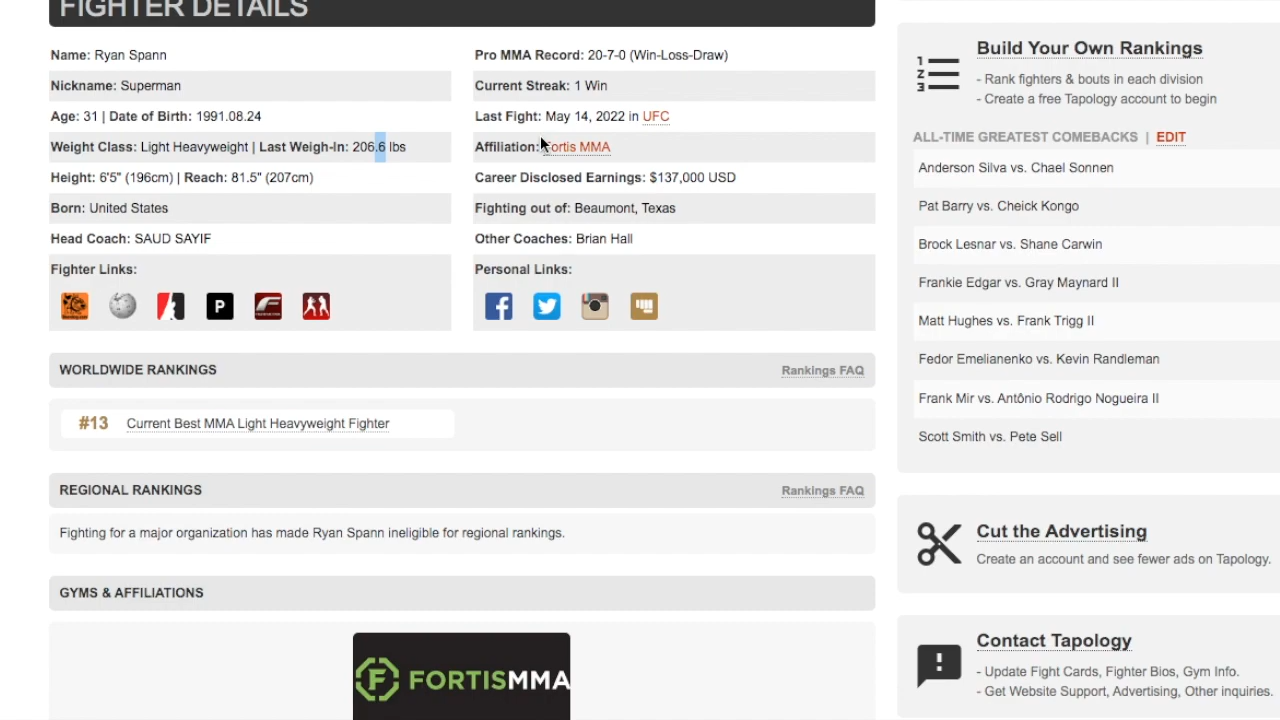 FIGHTER DETAILS
Name: Ryan Spann
Pro MMA Record: 20-7-0 (Win-Loss-Draw)
Nickname: Superman
Current Streak: 1 Win
Age: 31 | Date of Birth: 1991.08.24
Last Fight: May 14, 2022 in UFC
Weight Class: Light Heavyweight | Last Weigh-In: 206.6 lbs
Affiliation: Fortis MMA
Height: 6'5" (196cm) | Reach: 81.5" (207cm)
Career Disclosed Earnings: $137,000 USD
Born: United States
Fighting out of: Beaumont, Texas
Head Coach: SAUD SAYIF
Other Coaches: Brian Hall
Fighter Links:
Personal Links:
P
WORLDWIDE RANKINGS
Rankings FAQ
#13 Current Best MMA Light Heavyweight Fighter
REGIONAL RANKINGS
Rankings FAQ
Fighting for a major organization has made Ryan Spann ineligible for regional rankings.
GYMS & AFFILIATIONS
FORTISMMA
1
2
3
Build Your Own Rankings
- Rank fighters & bouts in each division
- Create a free Tapology account to begin
ALL-TIME GREATEST COMEBACKS | EDIT
Anderson Silva vs. Chael Sonnen
Pat Barry vs. Cheick Kongo
Brock Lesnar vs. Shane Carwin
Frankie Edgar vs. Gray Maynard II
Matt Hughes vs. Frank Trigg II
Fedor Emelianenko vs. Kevin Randleman
Frank Mir vs. Antônio Rodrigo Nogueira II
Scott Smith vs. Pete Sell
Cut the Advertising
Create an account and see fewer ads on Tapology.
Contact Tapology
- Update Fight Cards, Fighter Bios, Gym Info.
- Get Website Support, Advertising, Other inquiries.